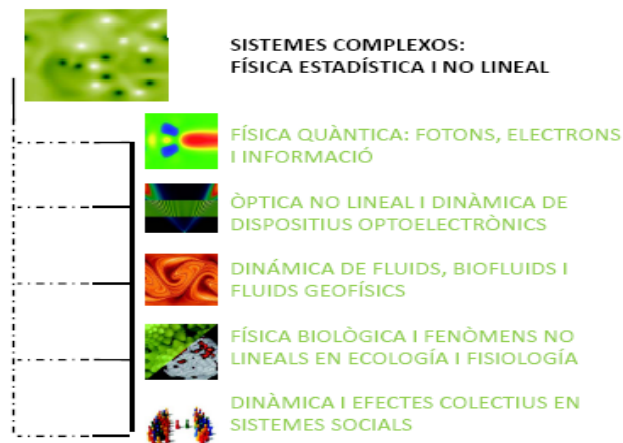 SISTEMES COMPLEXOS:
FÍSICA ESTADÍSTICA I NO LINEAL
FÍSICA QUÀNTICA: FOTONS, ELECTRONS
I INFORMACIÓ
ÒPTICA NO LINEAL I DINÀMICA DE
DISPOSITIUS OPTOELECTRÒNICS
DINÁMICA DE FLUIDS, BIOFLUIDS I
FLUIDS GEOFÍSICS
FÍSICA BIOLÒGICA I FENÒMENS NO
LINEALS EN ECOLOGÍA I FISIOLOGÍA
DINÀMICA I EFECTES COLECTIUS EN
SISTEMES SOCIALS